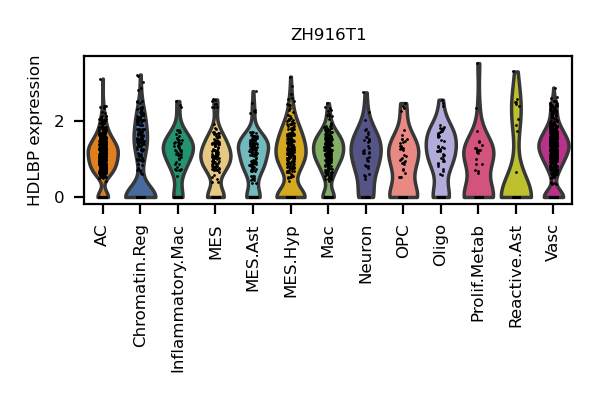 ZH916T1
HDLBP expression
2
0
AC
Chromatin.Reg
Inflammatory.Mac
MES
MES.Ast
MES.Hyp
Mac
Neuron
OPC
Oligo
Prolif.Metab
Reactive.Ast
Vasc